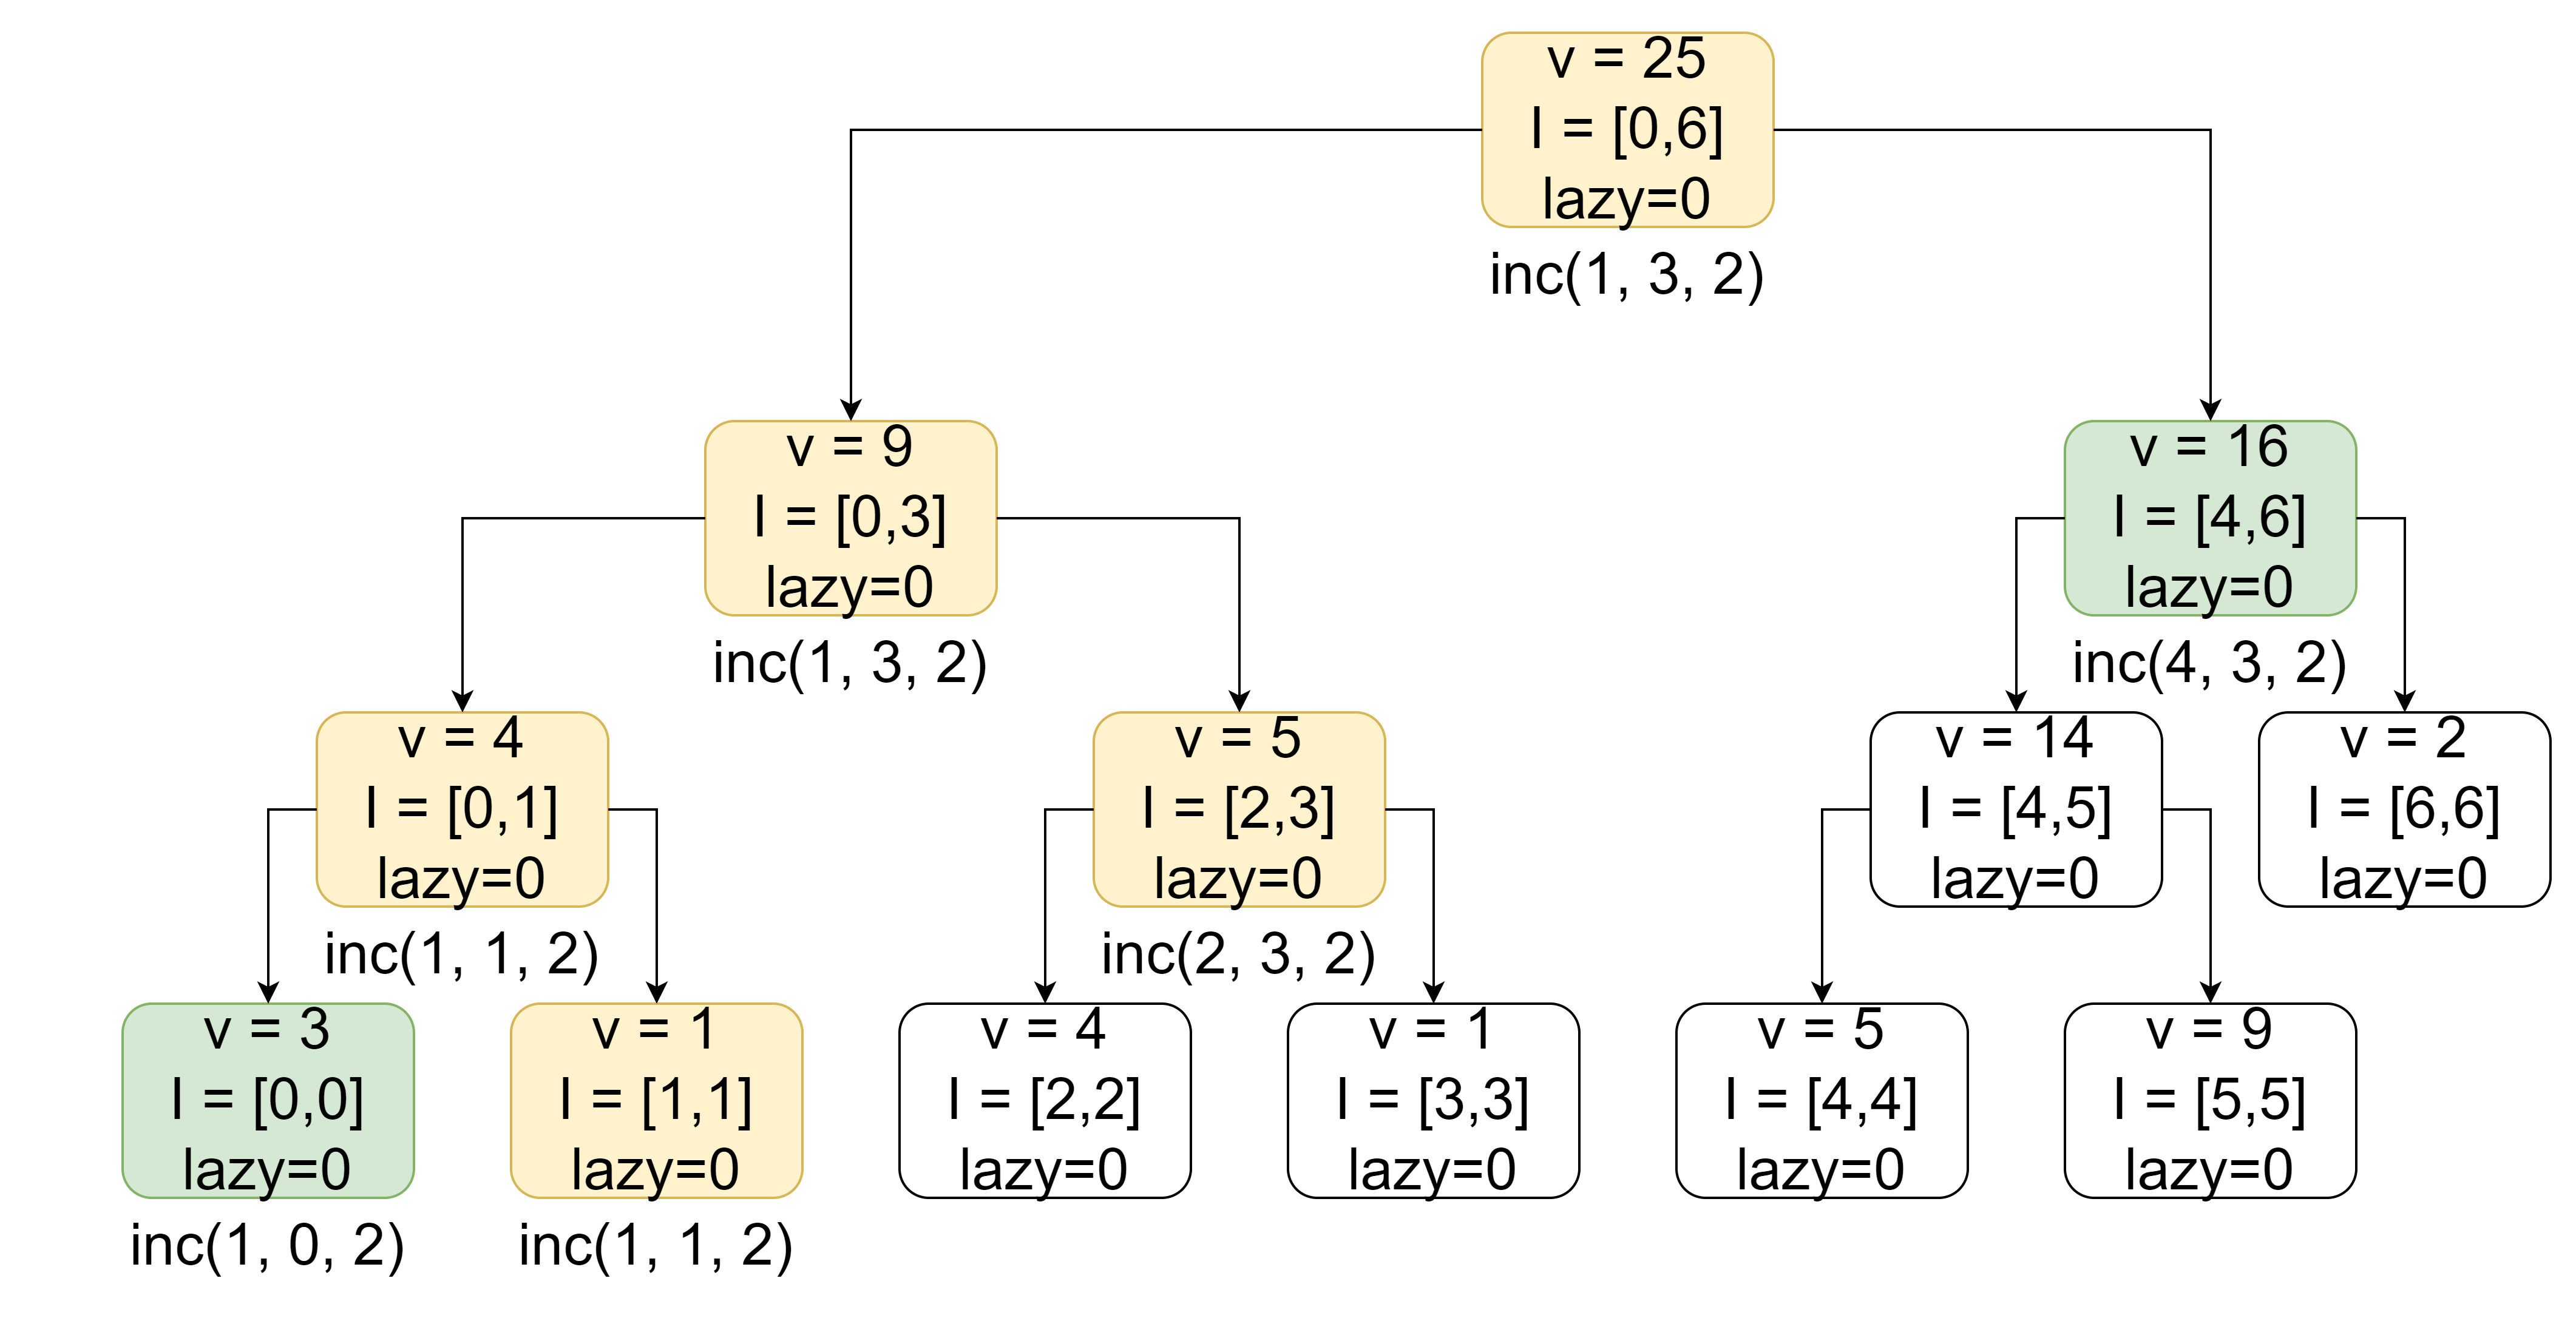 v = 25
I = [0,6]
lazy=0
inc(1, 3, 2)
v = 9
I = [0,3]
lazy=0
inc(1, 3, 2)
v = 16
I = [4,6]
lazy=0
inc(4, 3, 2)
v = 4
I = [0,1]
lazy=0
inc(1, 1, 2)
v = 5
I = [2,3]
lazy=0
inc(2, 3, 2)
v = 14
I = [4,5]
lazy=0
v = 2
I = [6,6]
lazy=0
v = 3
I = [0,0]
lazy=0
inc(1, 0, 2)
v = 1
I = [1,1]
lazy=0
inc(1, 1, 2)
v = 4
I = [2,2]
lazy=0
v = 1
I = [3,3]
lazy=0
v = 5
I = [4,4]
lazy=0
v = 9
I = [5,5]
lazy=0